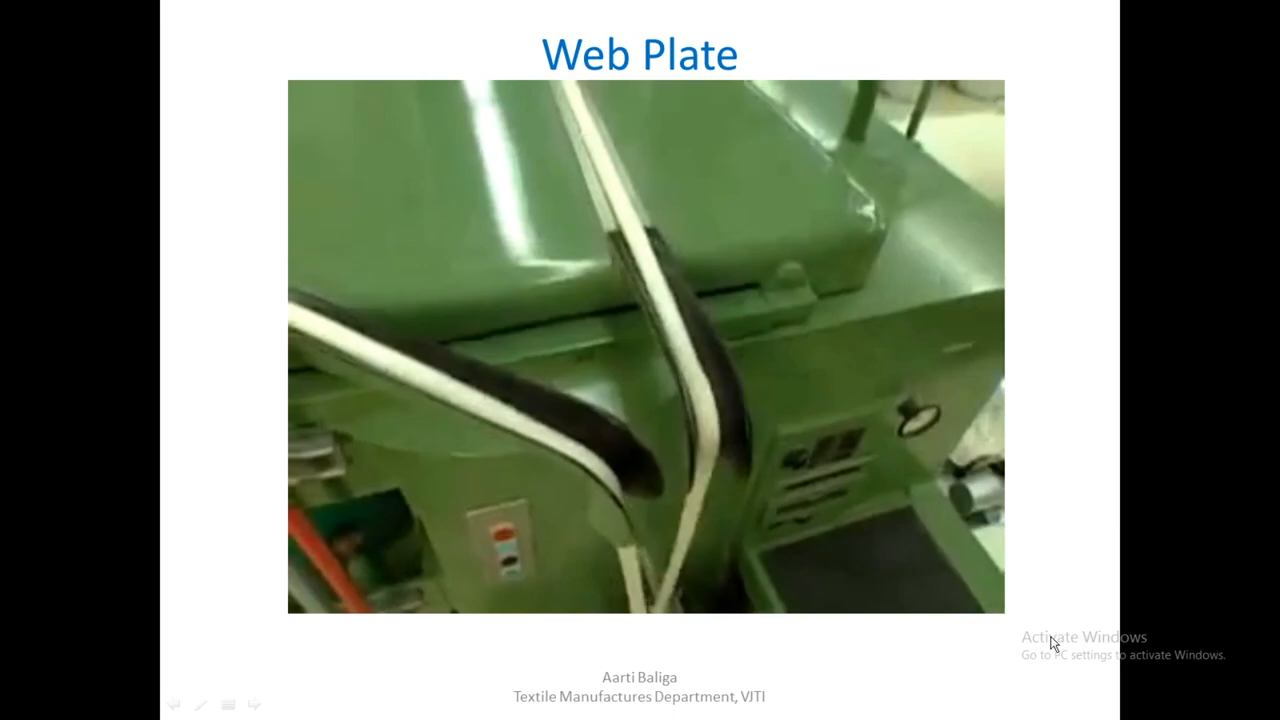 Web Plate
Activate Windows
Go to PC settings to activate Windows.
Aarti Baliga
Textile Manufactures Department, VJTI